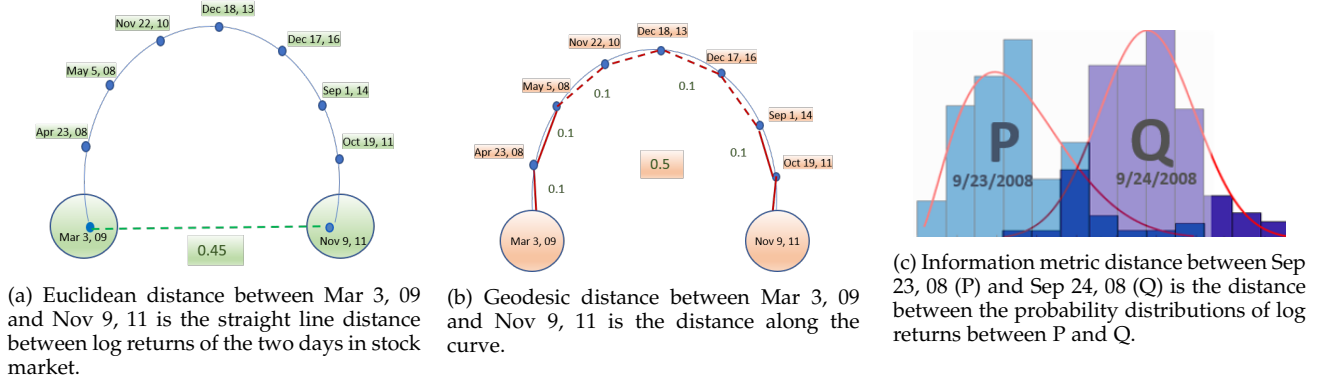 Dec 18, 13
Nov 22, 10
Dec 17, 16
May 5, 08
Sep 1, 14
Apr 23, 08
Oct 19, 11
Mar 3, 09
Nov 9, 11
0.45
(a) Euclidean distance between Mar 3, 09
and Nov 9, 11 is the straight line distance
between log returns of the two days in stock
market.
Dec 18, 13
Nov 22, 10
Dec 17, 16
0.1
0.1
May 5, 08
Sep 1, 14
0.1
0.1
Apr 23, 08
0.5
Oct 19, 11
0.1
Mar 3, 09
Nov 9, 11
(b) Geodesic distance between Mar 3, 09
and Nov 9, 11 is the distance along the
curve.
P
Q
9/23/2008
9/24/2008
(c) Information metric distance between Sep
23, 08 (P) and Sep 24, 08 (Q) is the distance
between the probability distributions of log
returns between P and Q.